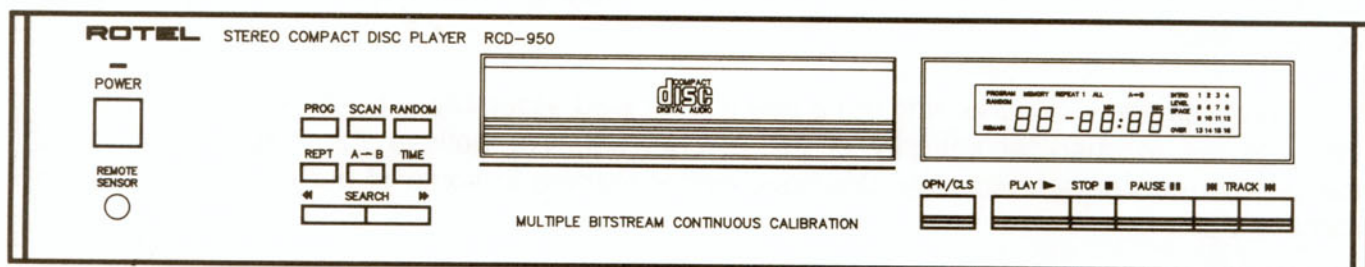 ROTEL STEREO COMPACT DISC PLAYER RCD-950
POWER
REMOTE
SENSOR
PROG SCAN RANDOM
REPT A—B TIME
SEARCH
COMPACT
disc
DIGITAL AUDIO
MULTIPLE BITSTREAM CONTINUOUS CALIBRATION
PROGRAM MEMORY REPEAT 1 ALL A—B
RANDOM
REMAIN
MIN SEC
88 -88:88
INTRO 1 2 3 4
LEVEL 5 6 7 8
SPACE 9 10 11 12
OVER 13 14 15 16
OPN/CLS PLAY STOP PAUSE TRACK